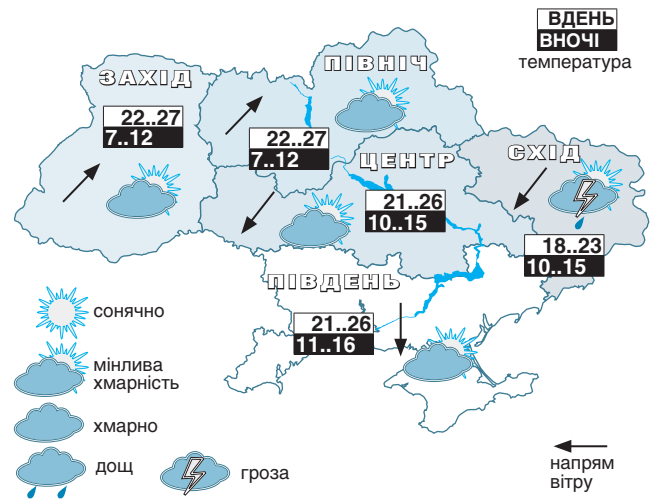 ВДЕНЬ
ВНОЧІ
температура
ЗАХІД
22..27
7..12
ПІВНІЧ
22..27
7..12
ЦЕНТР
21..26
10..15
СХІД
18..23
10..15
ПІВДЕНЬ
21..26
11..16
сонячно
мінлива
хмарність
хмарно
дощ
гроза
напрям
вітру